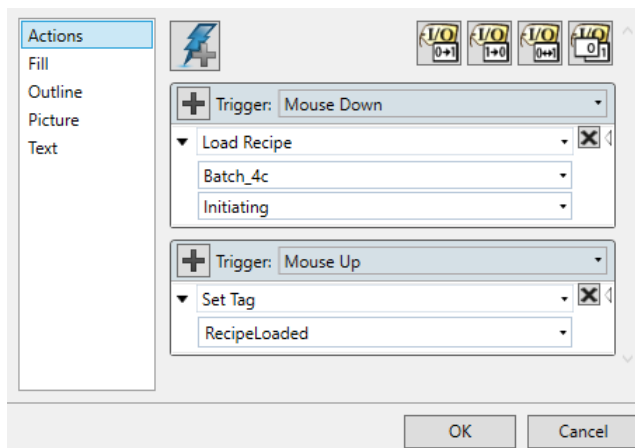 Actions
Fill
Outline
Picture
Text
I/O 0→1
I/O 1→0
I/O 0↔1
I/O 0 1
Trigger: Mouse Down
Load Recipe
Batch_4c
Initiating
Trigger: Mouse Up
Set Tag
RecipeLoaded
OK Cancel